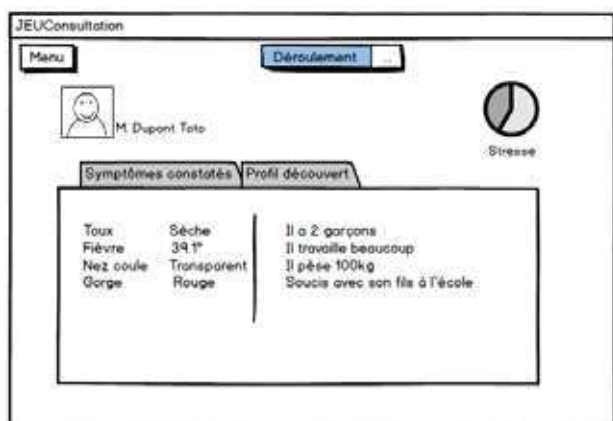 JEUConsultation
Menu
Déroulement ...
M. Dupont Toto
Stresse
Symptômes constatés Profil découvert
Toux Sèche Il a 2 garçons
Fièvre 39.1° Il travaille beaucoup
Nez coule Transparent Il pèse 100kg
Gorge Rouge Soucis avec son fils à l'école